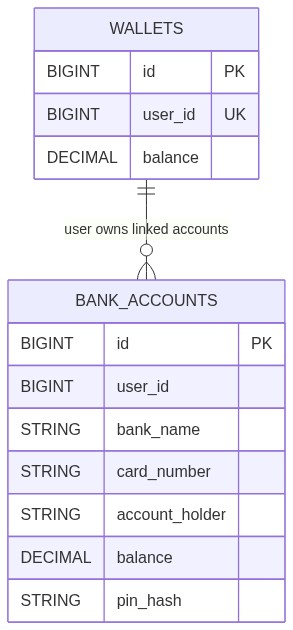 WALLETS
BIGINT id PK
BIGINT user_id UK
DECIMAL balance
user owns linked accounts
BANK_ACCOUNTS
BIGINT id PK
BIGINT user_id
STRING bank_name
STRING card_number
STRING account_holder
DECIMAL balance
STRING pin_hash